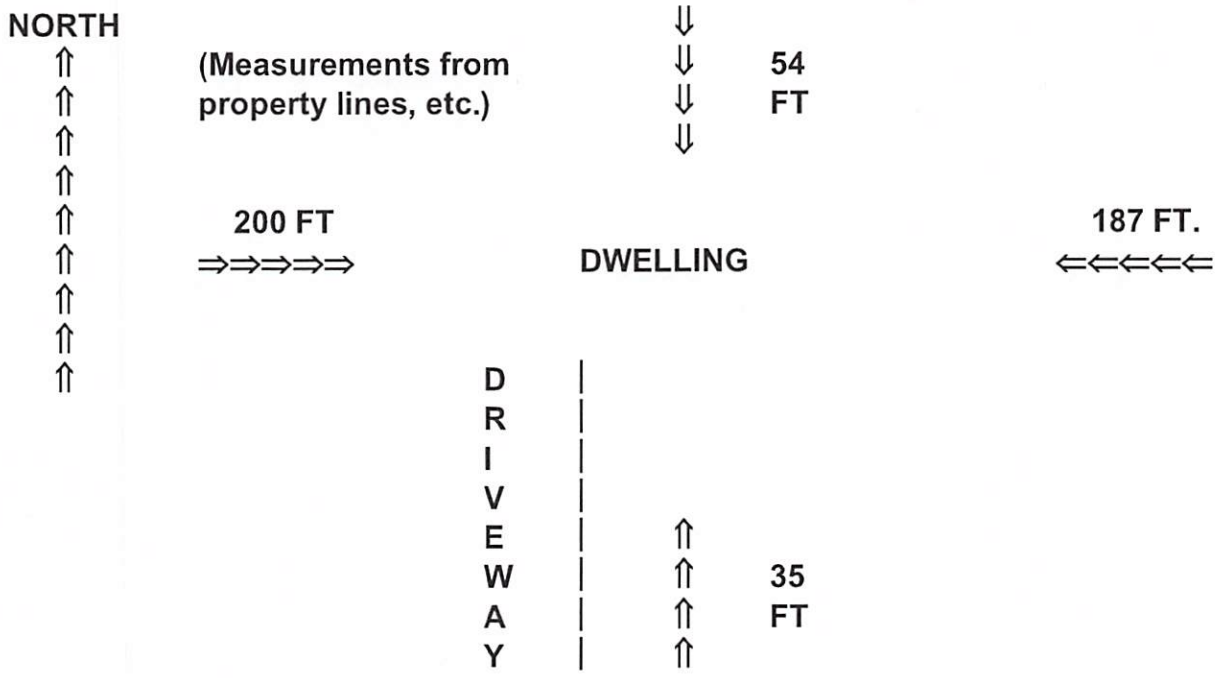 NORTH
⇑ ⇑ ⇑ ⇑ ⇑ ⇑ ⇑ ⇑ ⇑
(Measurements from
property lines, etc.)
⇓ ⇓ ⇓ ⇓
54
FT
200 FT
⇒⇒⇒⇒⇒
DWELLING
187 FT.
⇐⇐⇐⇐⇐
D |
R |
I |
V |
E | ⇑
W | ⇑ 35
A | ⇑ FT
Y | ⇑